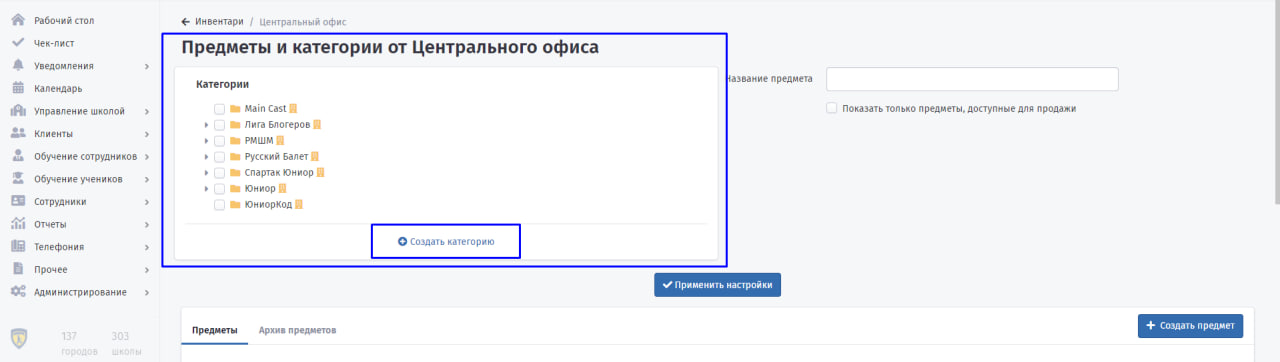 Рабочий стол
Чек-лист
Уведомления
Календарь
Управление школой
Клиенты
Обучение сотрудников
Обучение учеников
Сотрудники
Отчеты
Телефония
Прочее
Администрирование
137 городов
303 школы
Инвентари / Центральный офис
Предметы и категории от Центрального офиса
Категории
Main Cast
Лига Блогеров
РМШМ
Русский Балет
Спартак Юниор
Юниор
ЮниорКод
Создать категорию
Название предмета
Показать только предметы, доступные для продажи
Применить настройки
Предметы
Архив предметов
Создать предмет